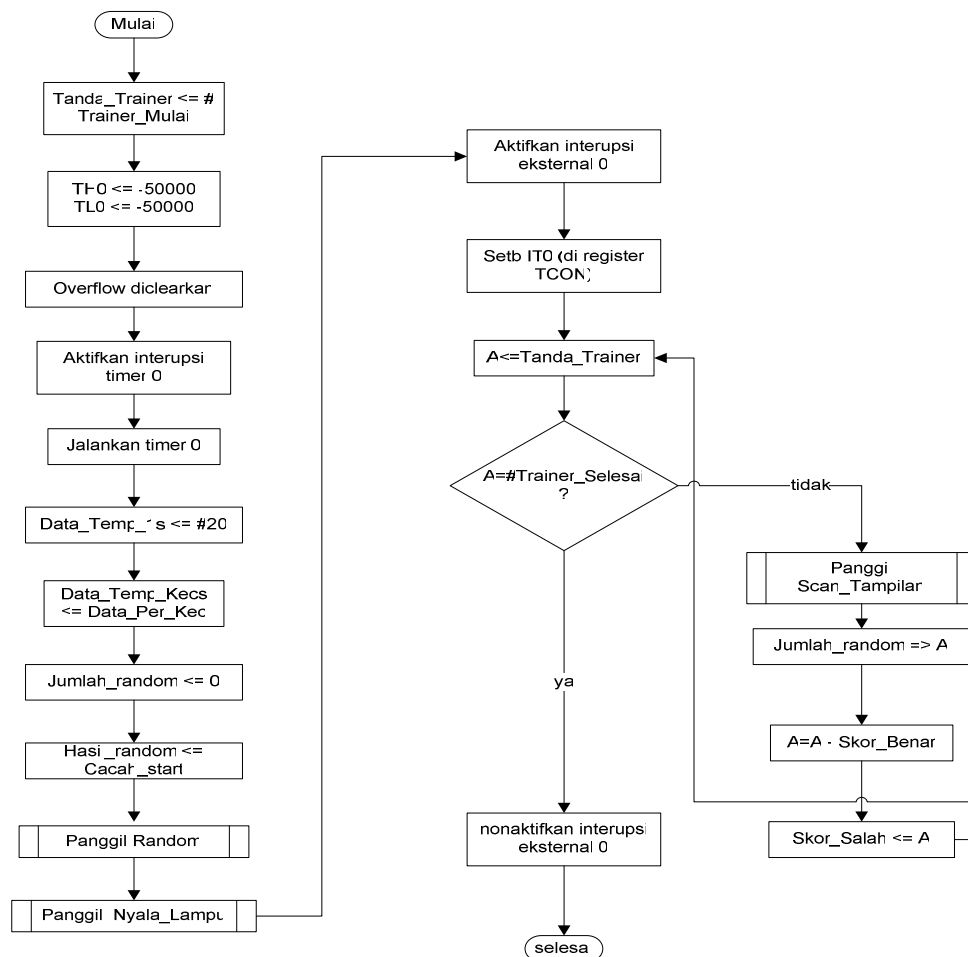 Mulai
Tanda_Trainer <= #
Trainer_Mulai
TH0 <= -50000
TL0 <= -50000
Overflow diclearkan
Aktifkan interupsi
timer 0
Jalankan timer 0
Data_Temp_1s <= #20
Data_Temp_Kecs
<= Data_Per_Kec
Jumlah_random <= 0
Hasil_random <=
Cacah_start
Panggil Random
Panggil Nyala_Lampu
Aktifkan interupsi
eksternal 0
Setb IT0 (di register
TCON)
A<=Tanda_Trainer
A=#Trainer_Selesai
?
tidak
ya
nonaktifkan interupsi
eksternal 0
selesai
Panggil
Scan_Tampilan
Jumlah_random => A
A=A - Skor_Benar
Skor_Salah <= A